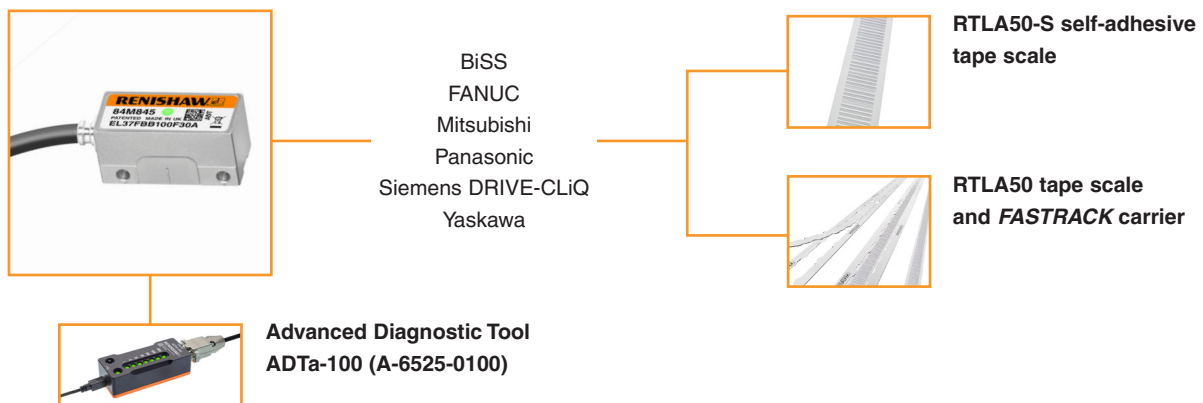 RENISHAW
84M845
PATENTED MADE IN UK
EL37FBB100F30A
BiSS
FANUC
Mitsubishi
Panasonic
Siemens DRIVE-CLiQ
Yaskawa
RTLA50-S self-adhesive
tape scale
RTLA50 tape scale
and FASTRACK carrier
Advanced Diagnostic Tool
ADTa-100 (A-6525-0100)